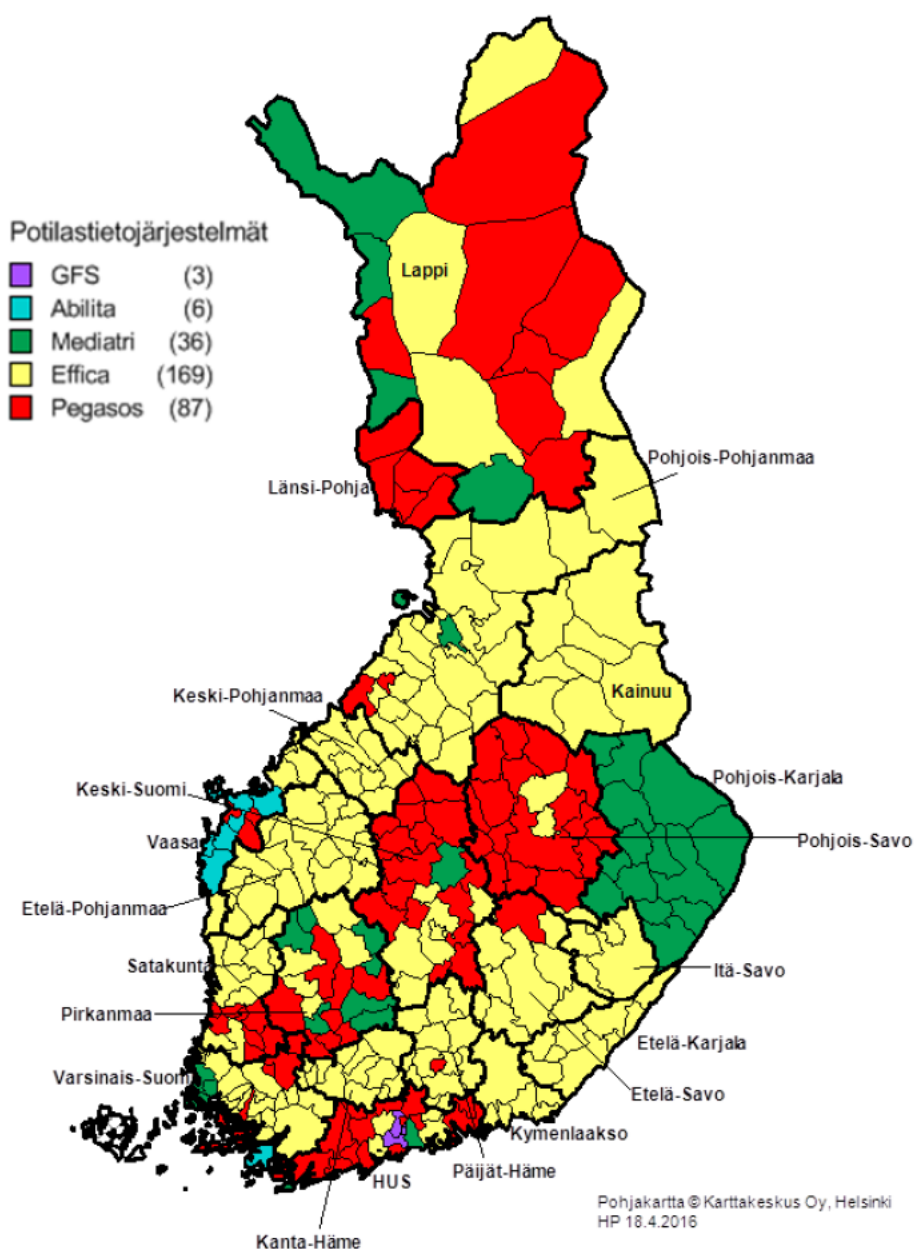 Potilastietojärjestelmät
GFS (3)
Abilita (6)
Mediatri (36)
Effica (169)
Pegasos (87)
Lappi
Pohjois-Pohjanmaa
Länsi-Pohja
Kainuu
Keski-Pohjanmaa
Pohjois-Karjala
Keski-Suomi
Vaasa
Pohjois-Savo
Etelä-Pohjanmaa
Satakunta
Itä-Savo
Pirkanmaa
Etelä-Karjala
Varsinais-Suomi
Etelä-Savo
Kymenlaakso
Päijät-Häme
HUS
Kanta-Häme
Pohjakartta © Karttakeskus Oy, Helsinki
HP 18.4.2016